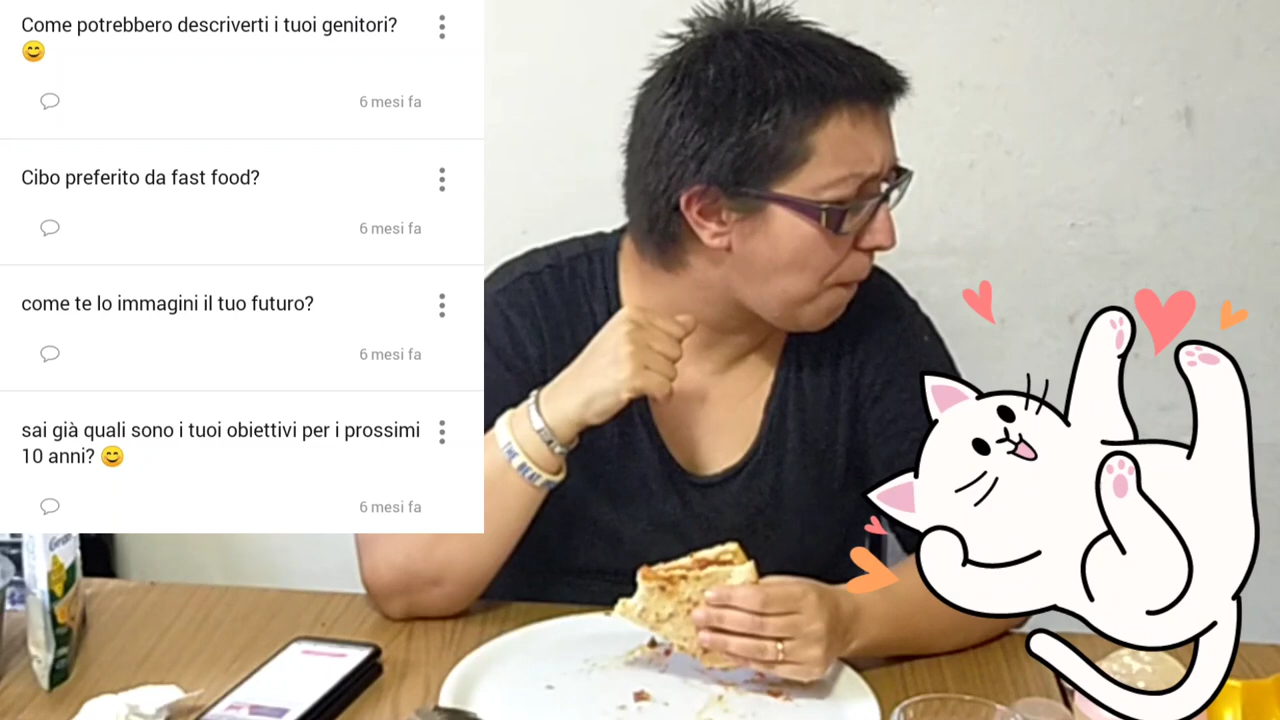 Come potrebbero descriverti i tuoi genitori?
😊
6 mesi fa
Cibo preferito da fast food?
6 mesi fa
come te lo immagini il tuo futuro?
6 mesi fa
sai già quali sono i tuoi obiettivi per i prossimi
10 anni? 😊
6 mesi fa
THE BEAT